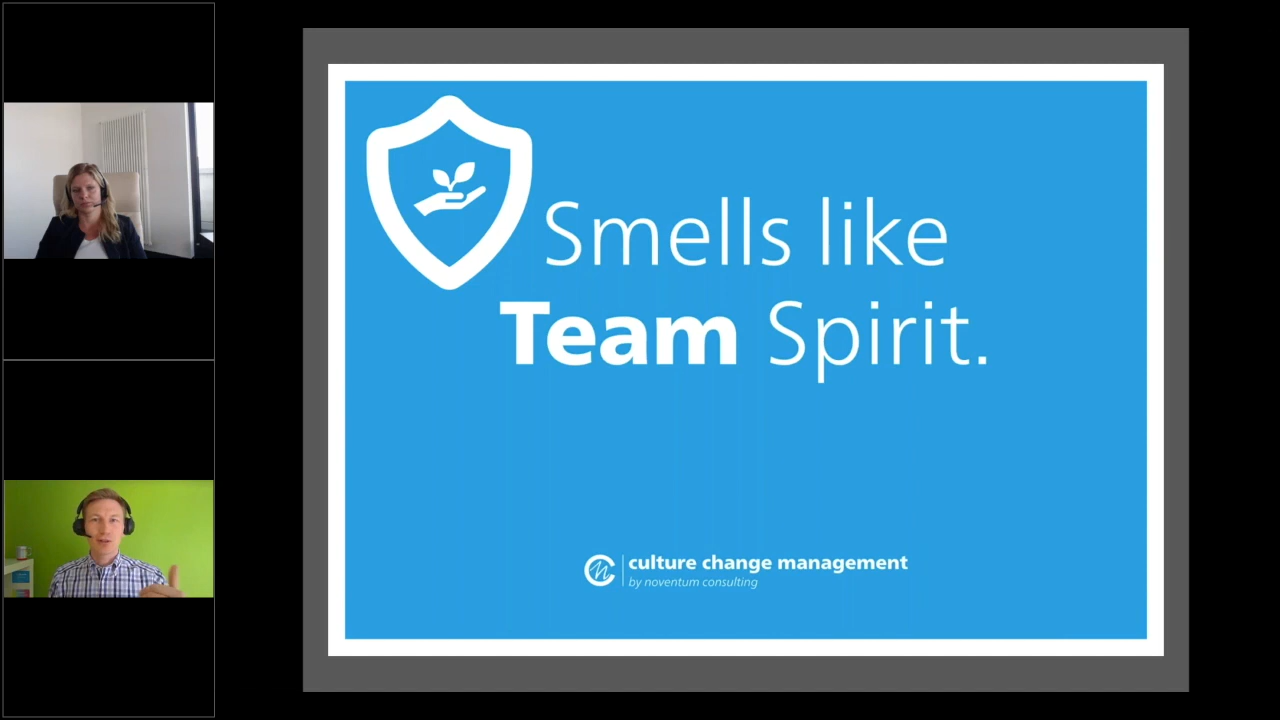 Smells like
Team Spirit.
culture change management
by noventum consulting